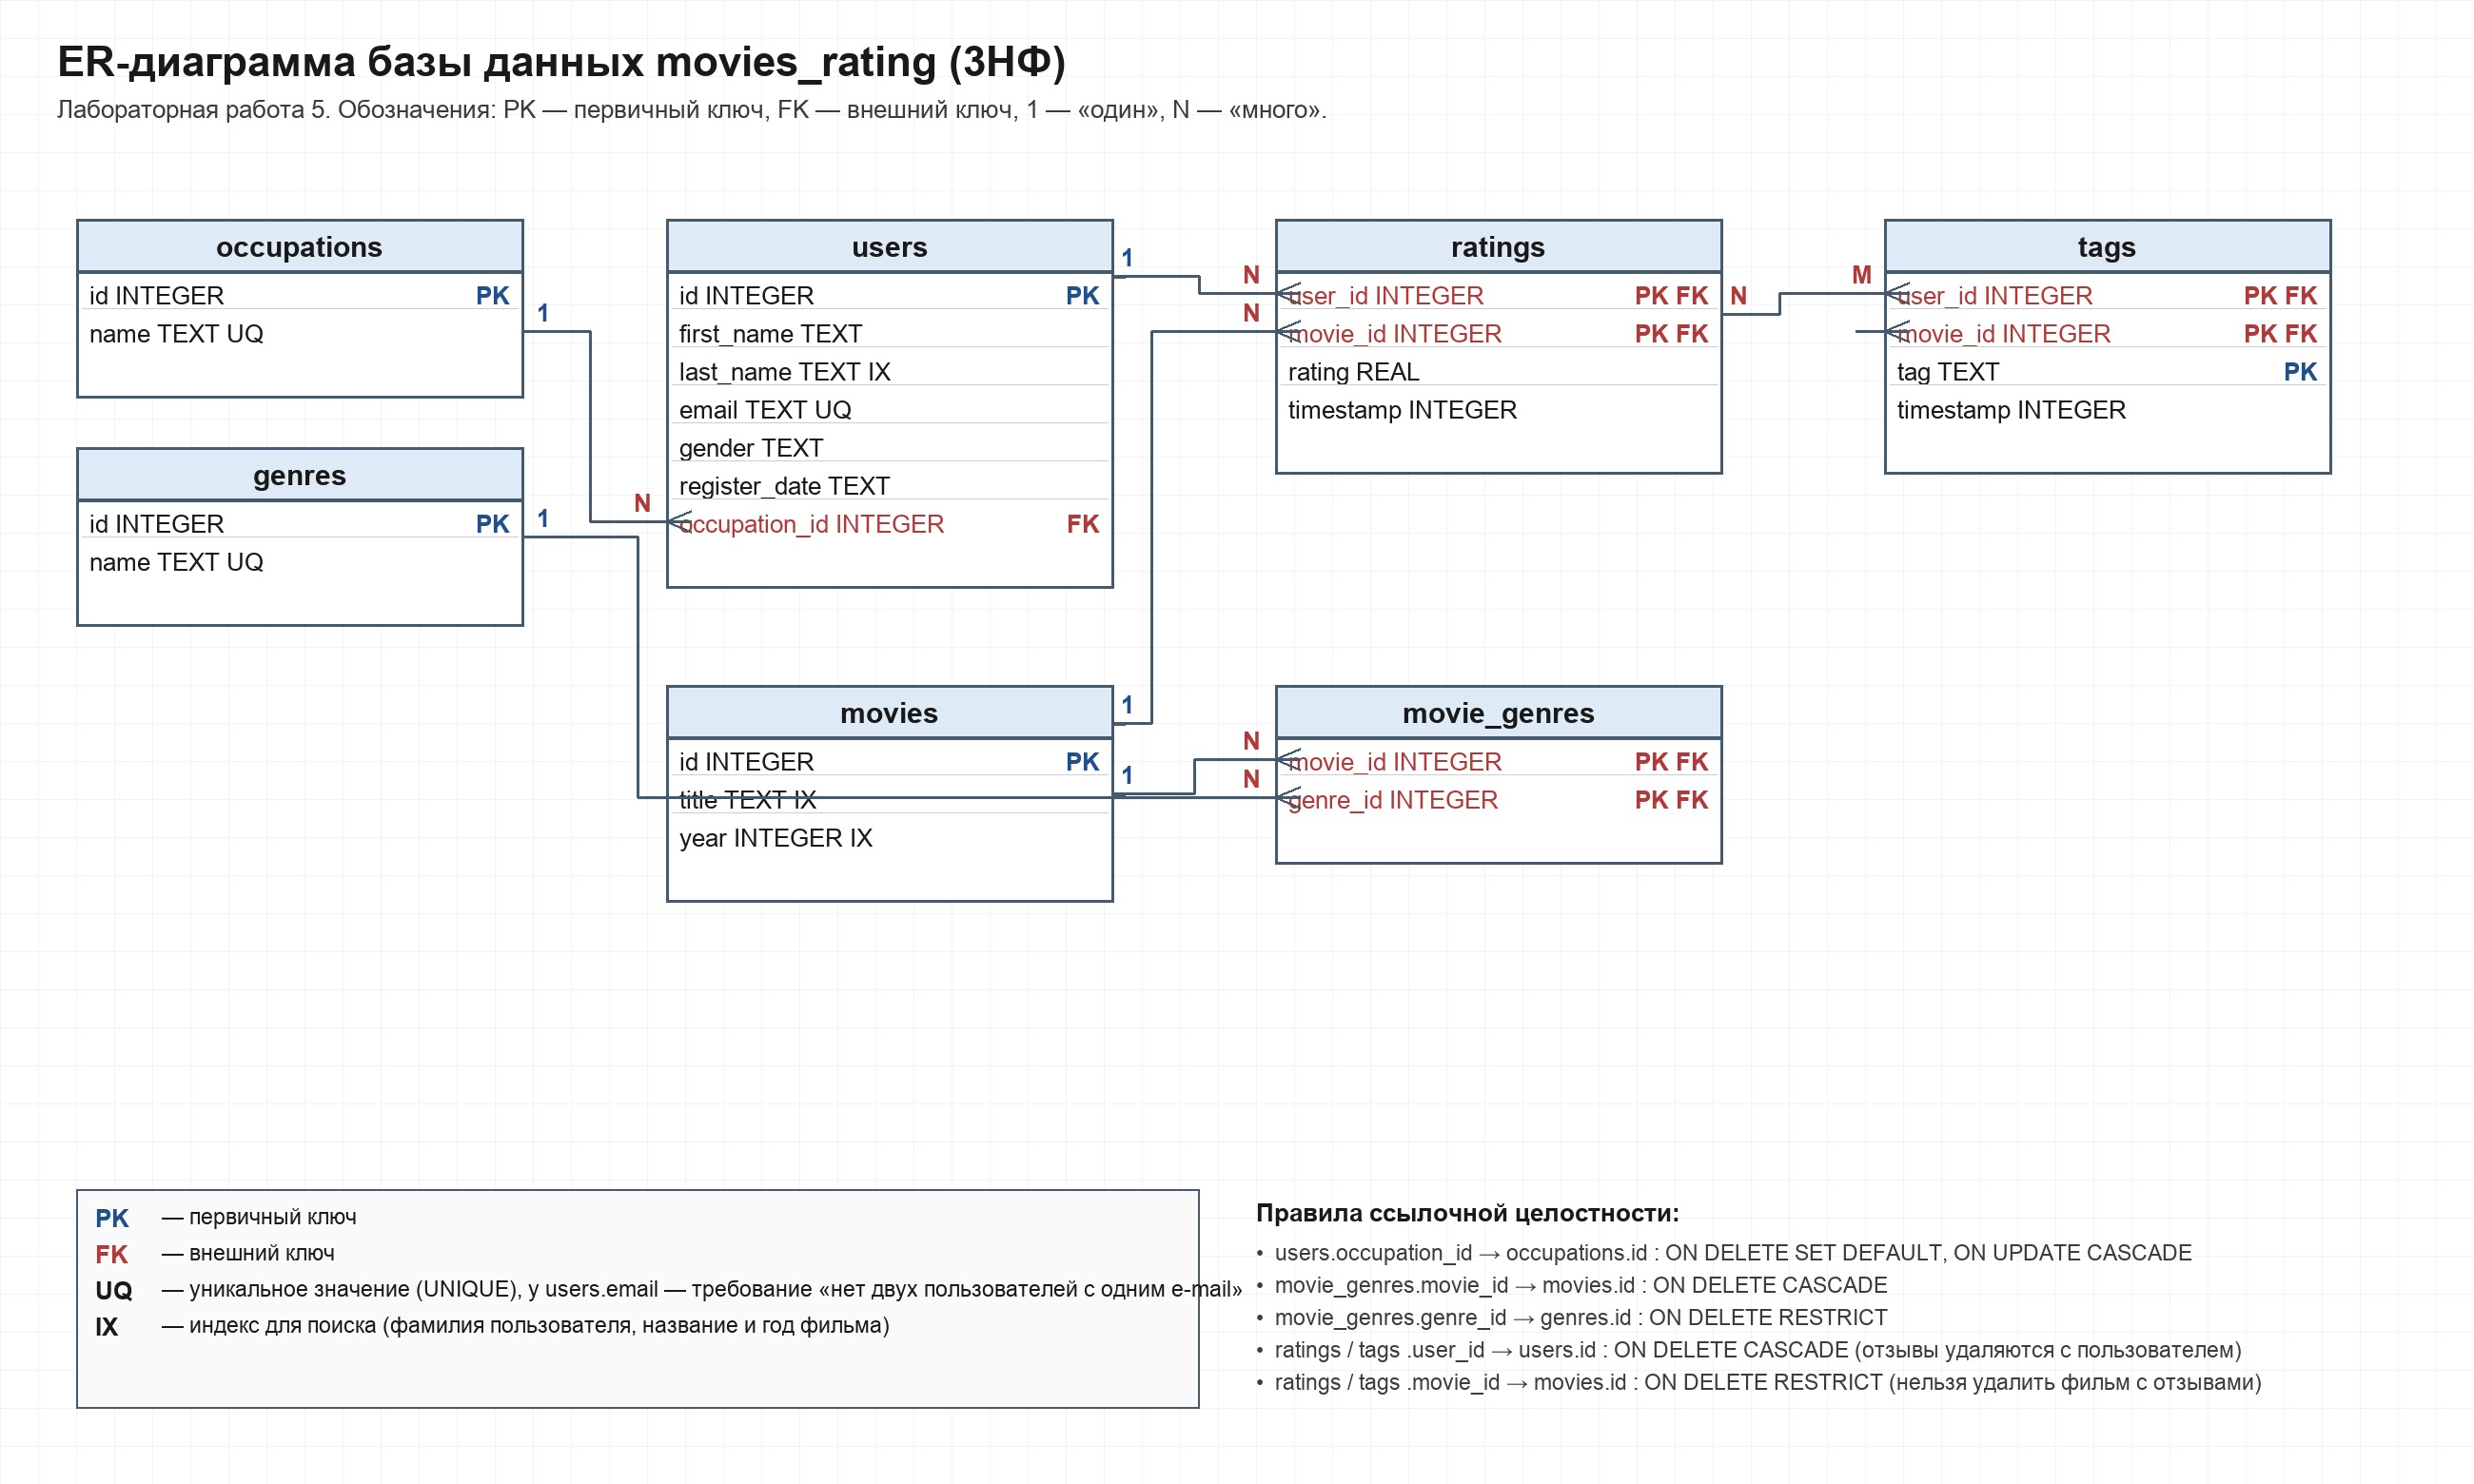 ER-диаграмма базы данных movies_rating (3НФ)
Лабораторная работа 5. Обозначения: PK — первичный ключ, FK — внешний ключ, 1 — «один», N — «много».
occupations
id INTEGER PK
name TEXT UQ
1
genres
id INTEGER PK
name TEXT UQ
1
N
users
id INTEGER PK
first_name TEXT
last_name TEXT IX
email TEXT UQ
gender TEXT
register_date TEXT
occupation_id INTEGER FK
1
N
N
ratings
user_id INTEGER PK FK
movie_id INTEGER PK FK
rating REAL
timestamp INTEGER
N
M
tags
user_id INTEGER PK FK
movie_id INTEGER PK FK
tag TEXT PK
timestamp INTEGER
movies
id INTEGER PK
title TEXT IX
year INTEGER IX
1
1
N
N
movie_genres
movie_id INTEGER PK FK
genre_id INTEGER PK FK
PK — первичный ключ
FK — внешний ключ
UQ — уникальное значение (UNIQUE), у users.email — требование «нет двух пользователей с одним e-mail»
IX — индекс для поиска (фамилия пользователя, название и год фильма)
Правила ссылочной целостности:
• users.occupation_id → occupations.id : ON DELETE SET DEFAULT, ON UPDATE CASCADE
• movie_genres.movie_id → movies.id : ON DELETE CASCADE
• movie_genres.genre_id → genres.id : ON DELETE RESTRICT
• ratings / tags .user_id → users.id : ON DELETE CASCADE (отзывы удаляются с пользователем)
• ratings / tags .movie_id → movies.id : ON DELETE RESTRICT (нельзя удалить фильм с отзывами)